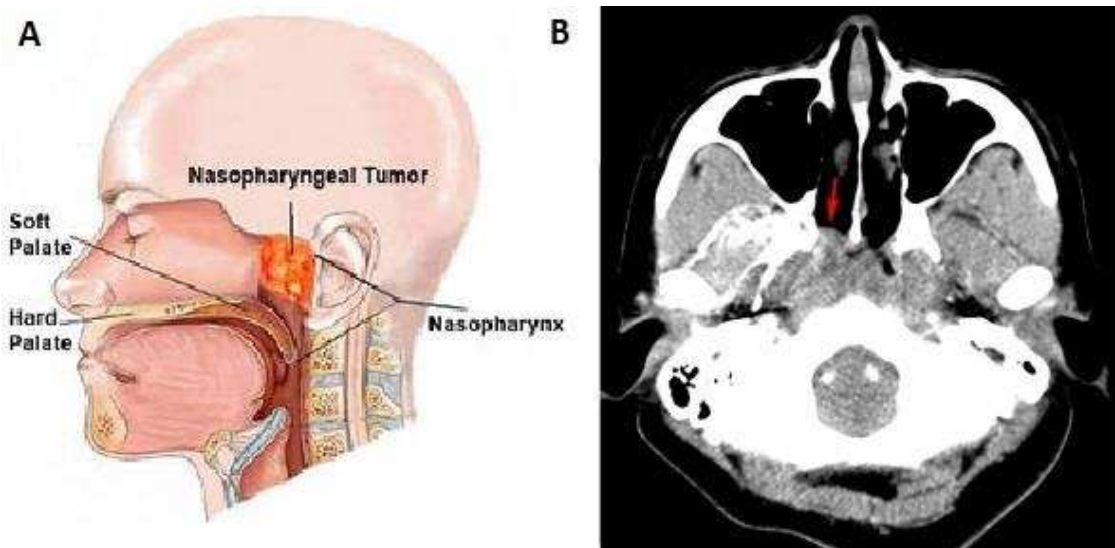 A
B
Nasopharyngeal Tumor
Soft
Palate
Hard
Palate
Nasopharynx